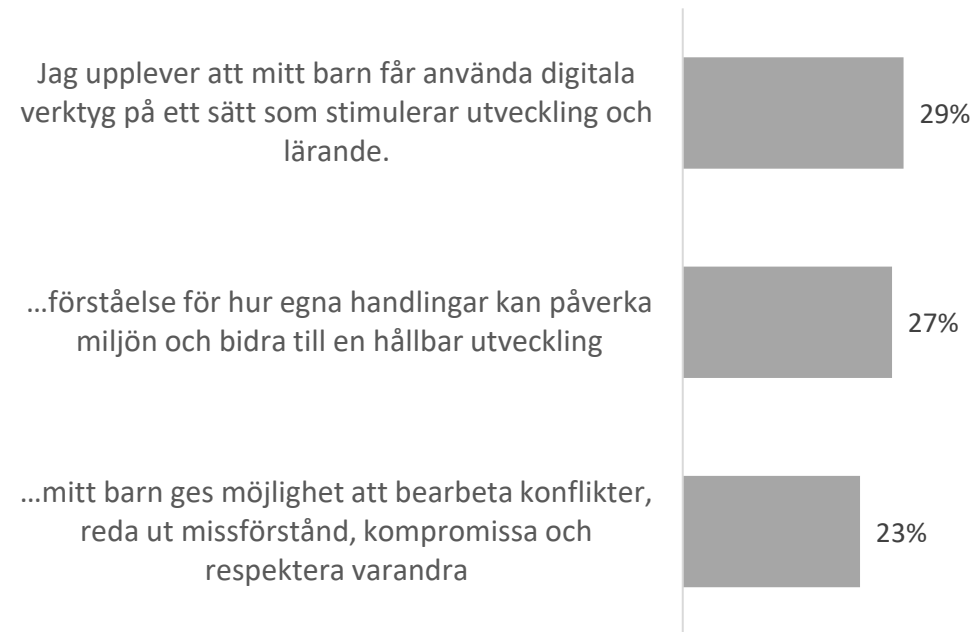 Jag upplever att mitt barn får använda digitala
verktyg på ett sätt som stimulerar utveckling och
lärande.
29%
…förståelse för hur egna handlingar kan påverka
miljön och bidra till en hållbar utveckling
27%
…mitt barn ges möjlighet att bearbeta konflikter,
reda ut missförstånd, kompromissa och
respektera varandra
23%